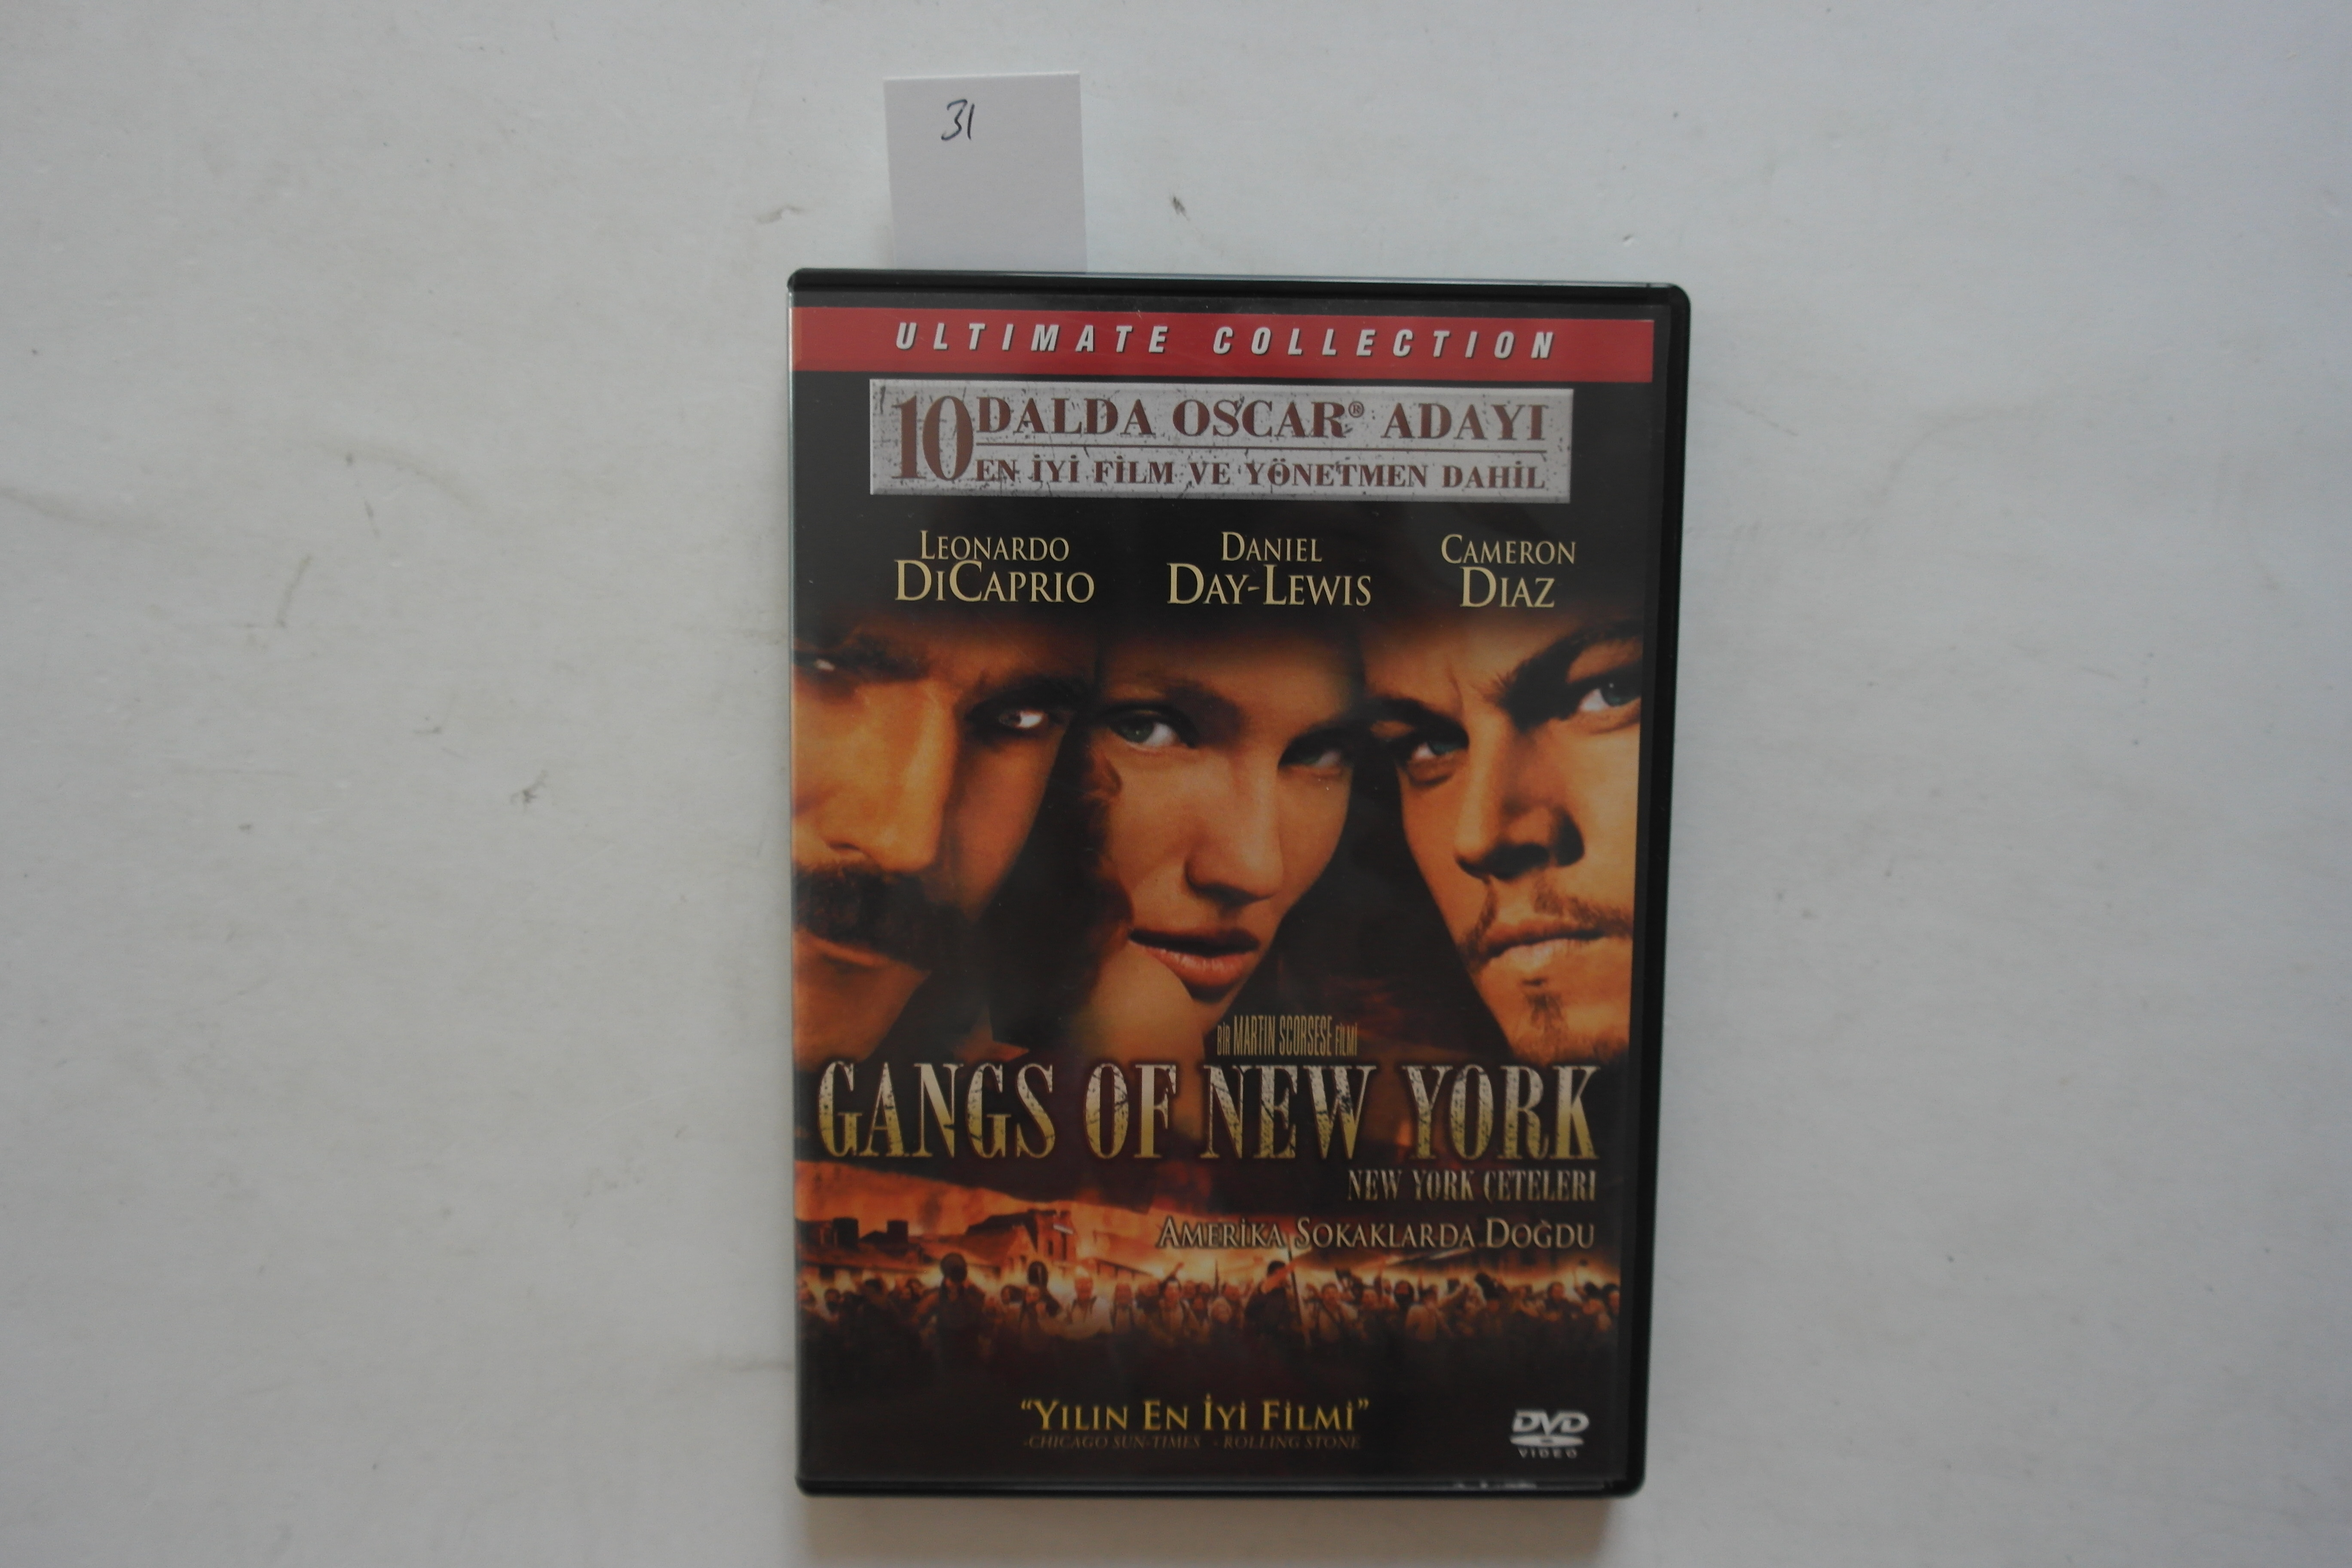 31
ULTIMATE COLLECTION
10 DALDA OSCAR® ADAYI
EN İYİ FİLM VE YÖNETMEN DAHİL
LEONARDO DICAPRIO
DANIEL DAY-LEWIS
CAMERON DIAZ
BİR MARTIN SCORSESE FİLMİ
GANGS OF NEW YORK
NEW YORK ÇETELERI
AMERİKA SOKAKLARDA DOĞDU
"YILIN EN İYİ FİLMİ"
-CHICAGO SUN-TIMES - ROLLING STONE
DVD
VIDEO